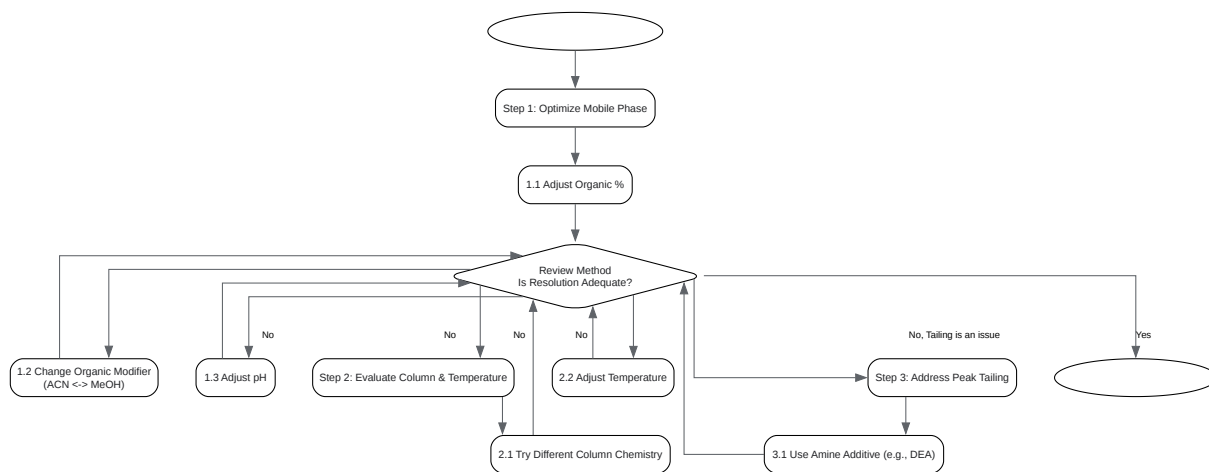 Step 1: Optimize Mobile Phase
1.1 Adjust Organic %
Review Method
Is Resolution Adequate?
No
No
No
No
No, Tailing is an issue
Yes
1.2 Change Organic Modifier
(ACN <-> MeOH)
1.3 Adjust pH
Step 2: Evaluate Column & Temperature
2.2 Adjust Temperature
Step 3: Address Peak Tailing
2.1 Try Different Column Chemistry
3.1 Use Amine Additive (e.g., DEA)